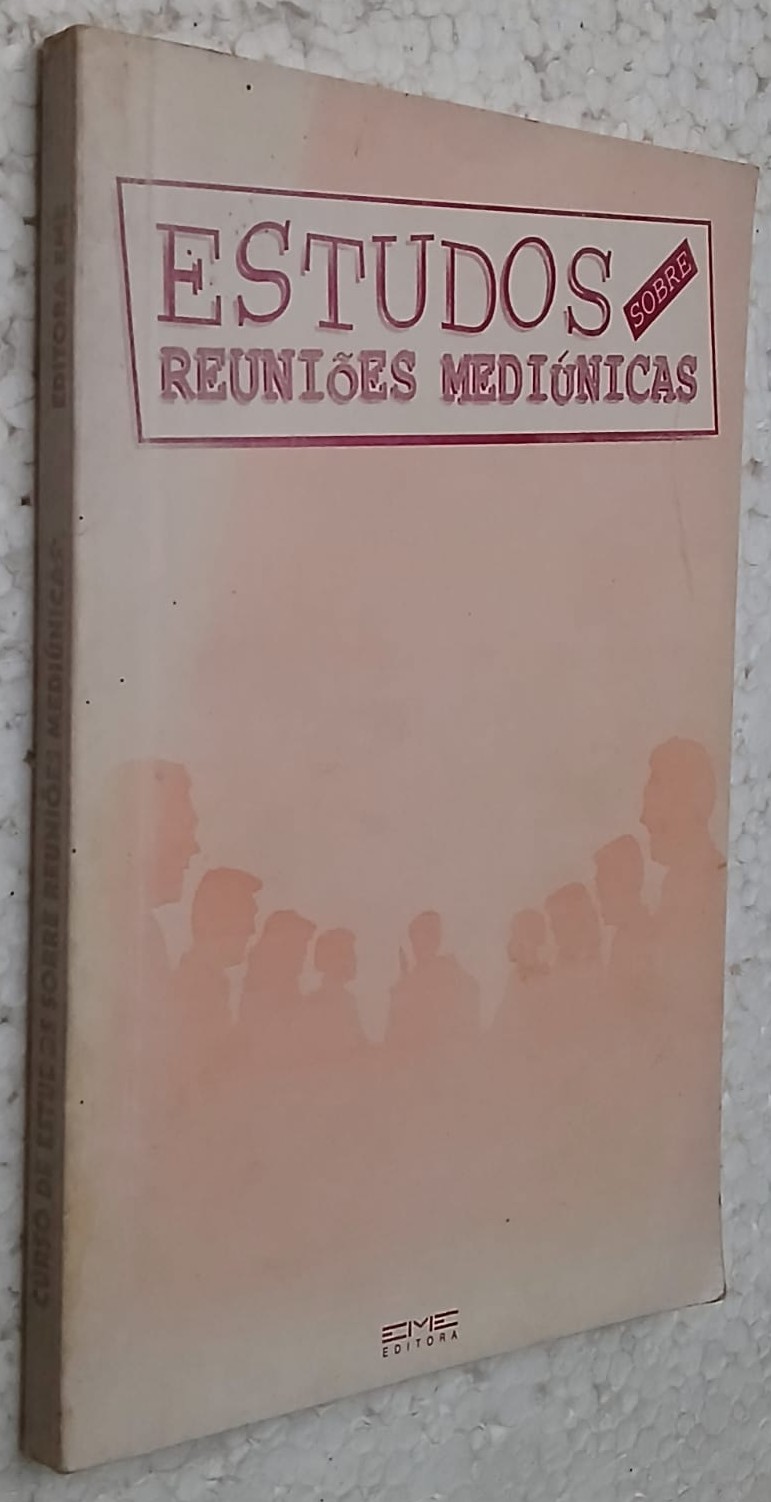 ESTUDOS SOBRE
REUNIÕES MEDIÚNICAS
EME
EDITORA
CURSO DE ESTUDOS SOBRE REUNIÕES MEDIÚNICAS EDITORA EME